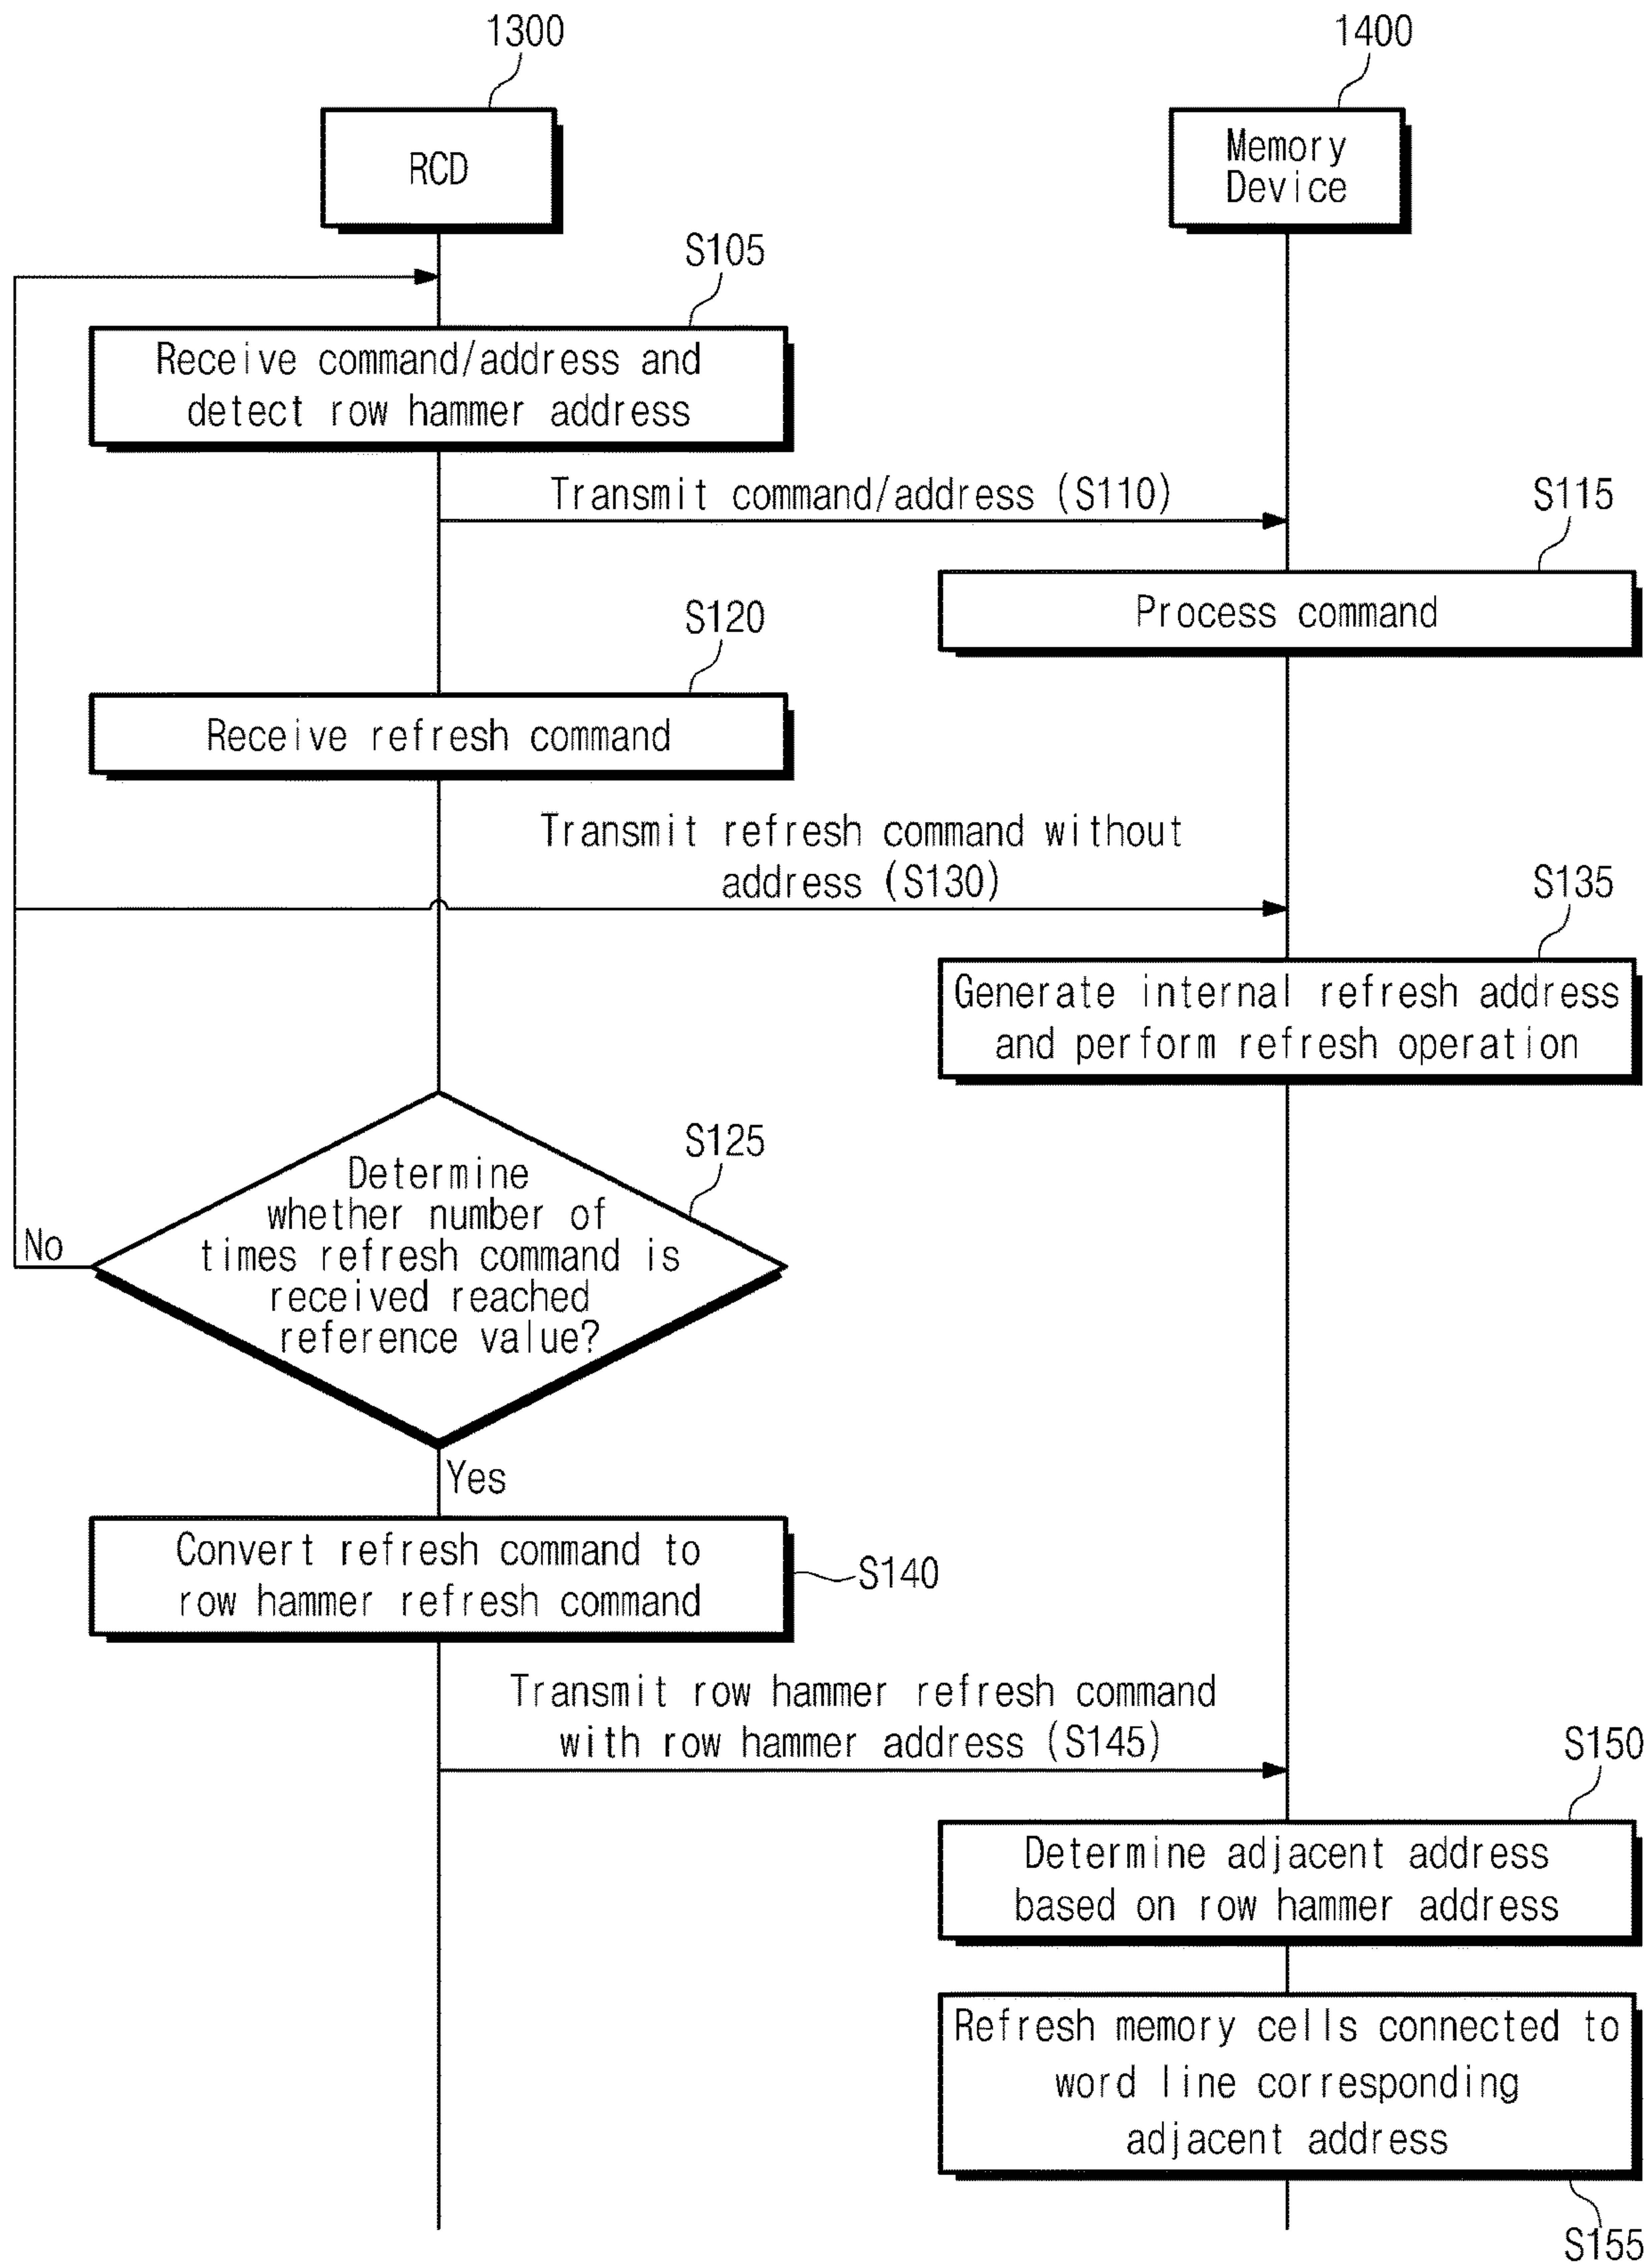 1300
1400
RCD
Memory
Device
S105
Receive command/address and
detect row hammer address
Transmit command/address (S110)
S115
Process command
S120
Receive refresh command
Transmit refresh command without
address (S130)
S135
Generate internal refresh address
and perform refresh operation
S125
Determine
whether number of
times refresh command is
received reached
reference value?
No
Yes
Convert refresh command to
row hammer refresh command
S140
Transmit row hammer refresh command
with row hammer address (S145)
S150
Determine adjacent address
based on row hammer address
Refresh memory cells connected to
word line corresponding
adjacent address
S155